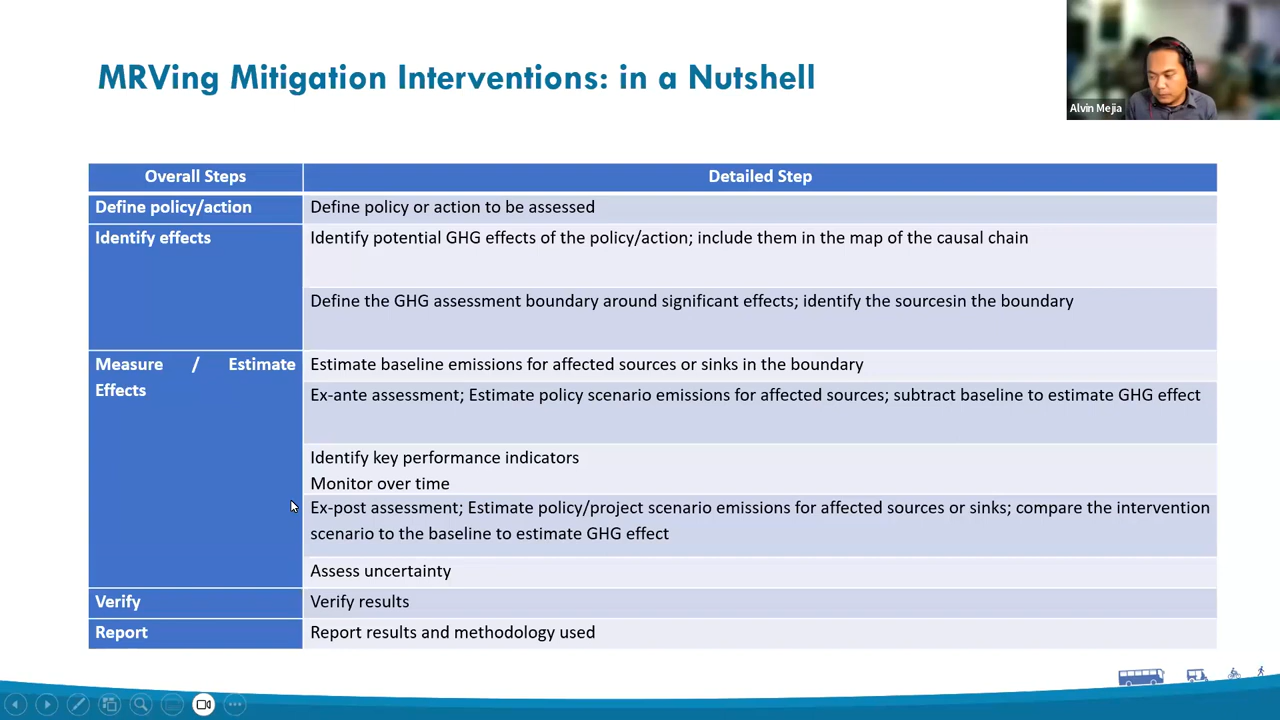 MRVing Mitigation Interventions: in a Nutshell
Alvin Mejia
Overall Steps
Detailed Step
Define policy/action
Define policy or action to be assessed
Identify effects
Identify potential GHG effects of the policy/action; include them in the map of the causal chain
Define the GHG assessment boundary around significant effects; identify the sourcesin the boundary
Measure / Estimate
Effects
Estimate baseline emissions for affected sources or sinks in the boundary
Ex-ante assessment; Estimate policy scenario emissions for affected sources; subtract baseline to estimate GHG effect
Identify key performance indicators
Monitor over time
Ex-post assessment; Estimate policy/project scenario emissions for affected sources or sinks; compare the intervention
scenario to the baseline to estimate GHG effect
Assess uncertainty
Verify
Verify results
Report
Report results and methodology used